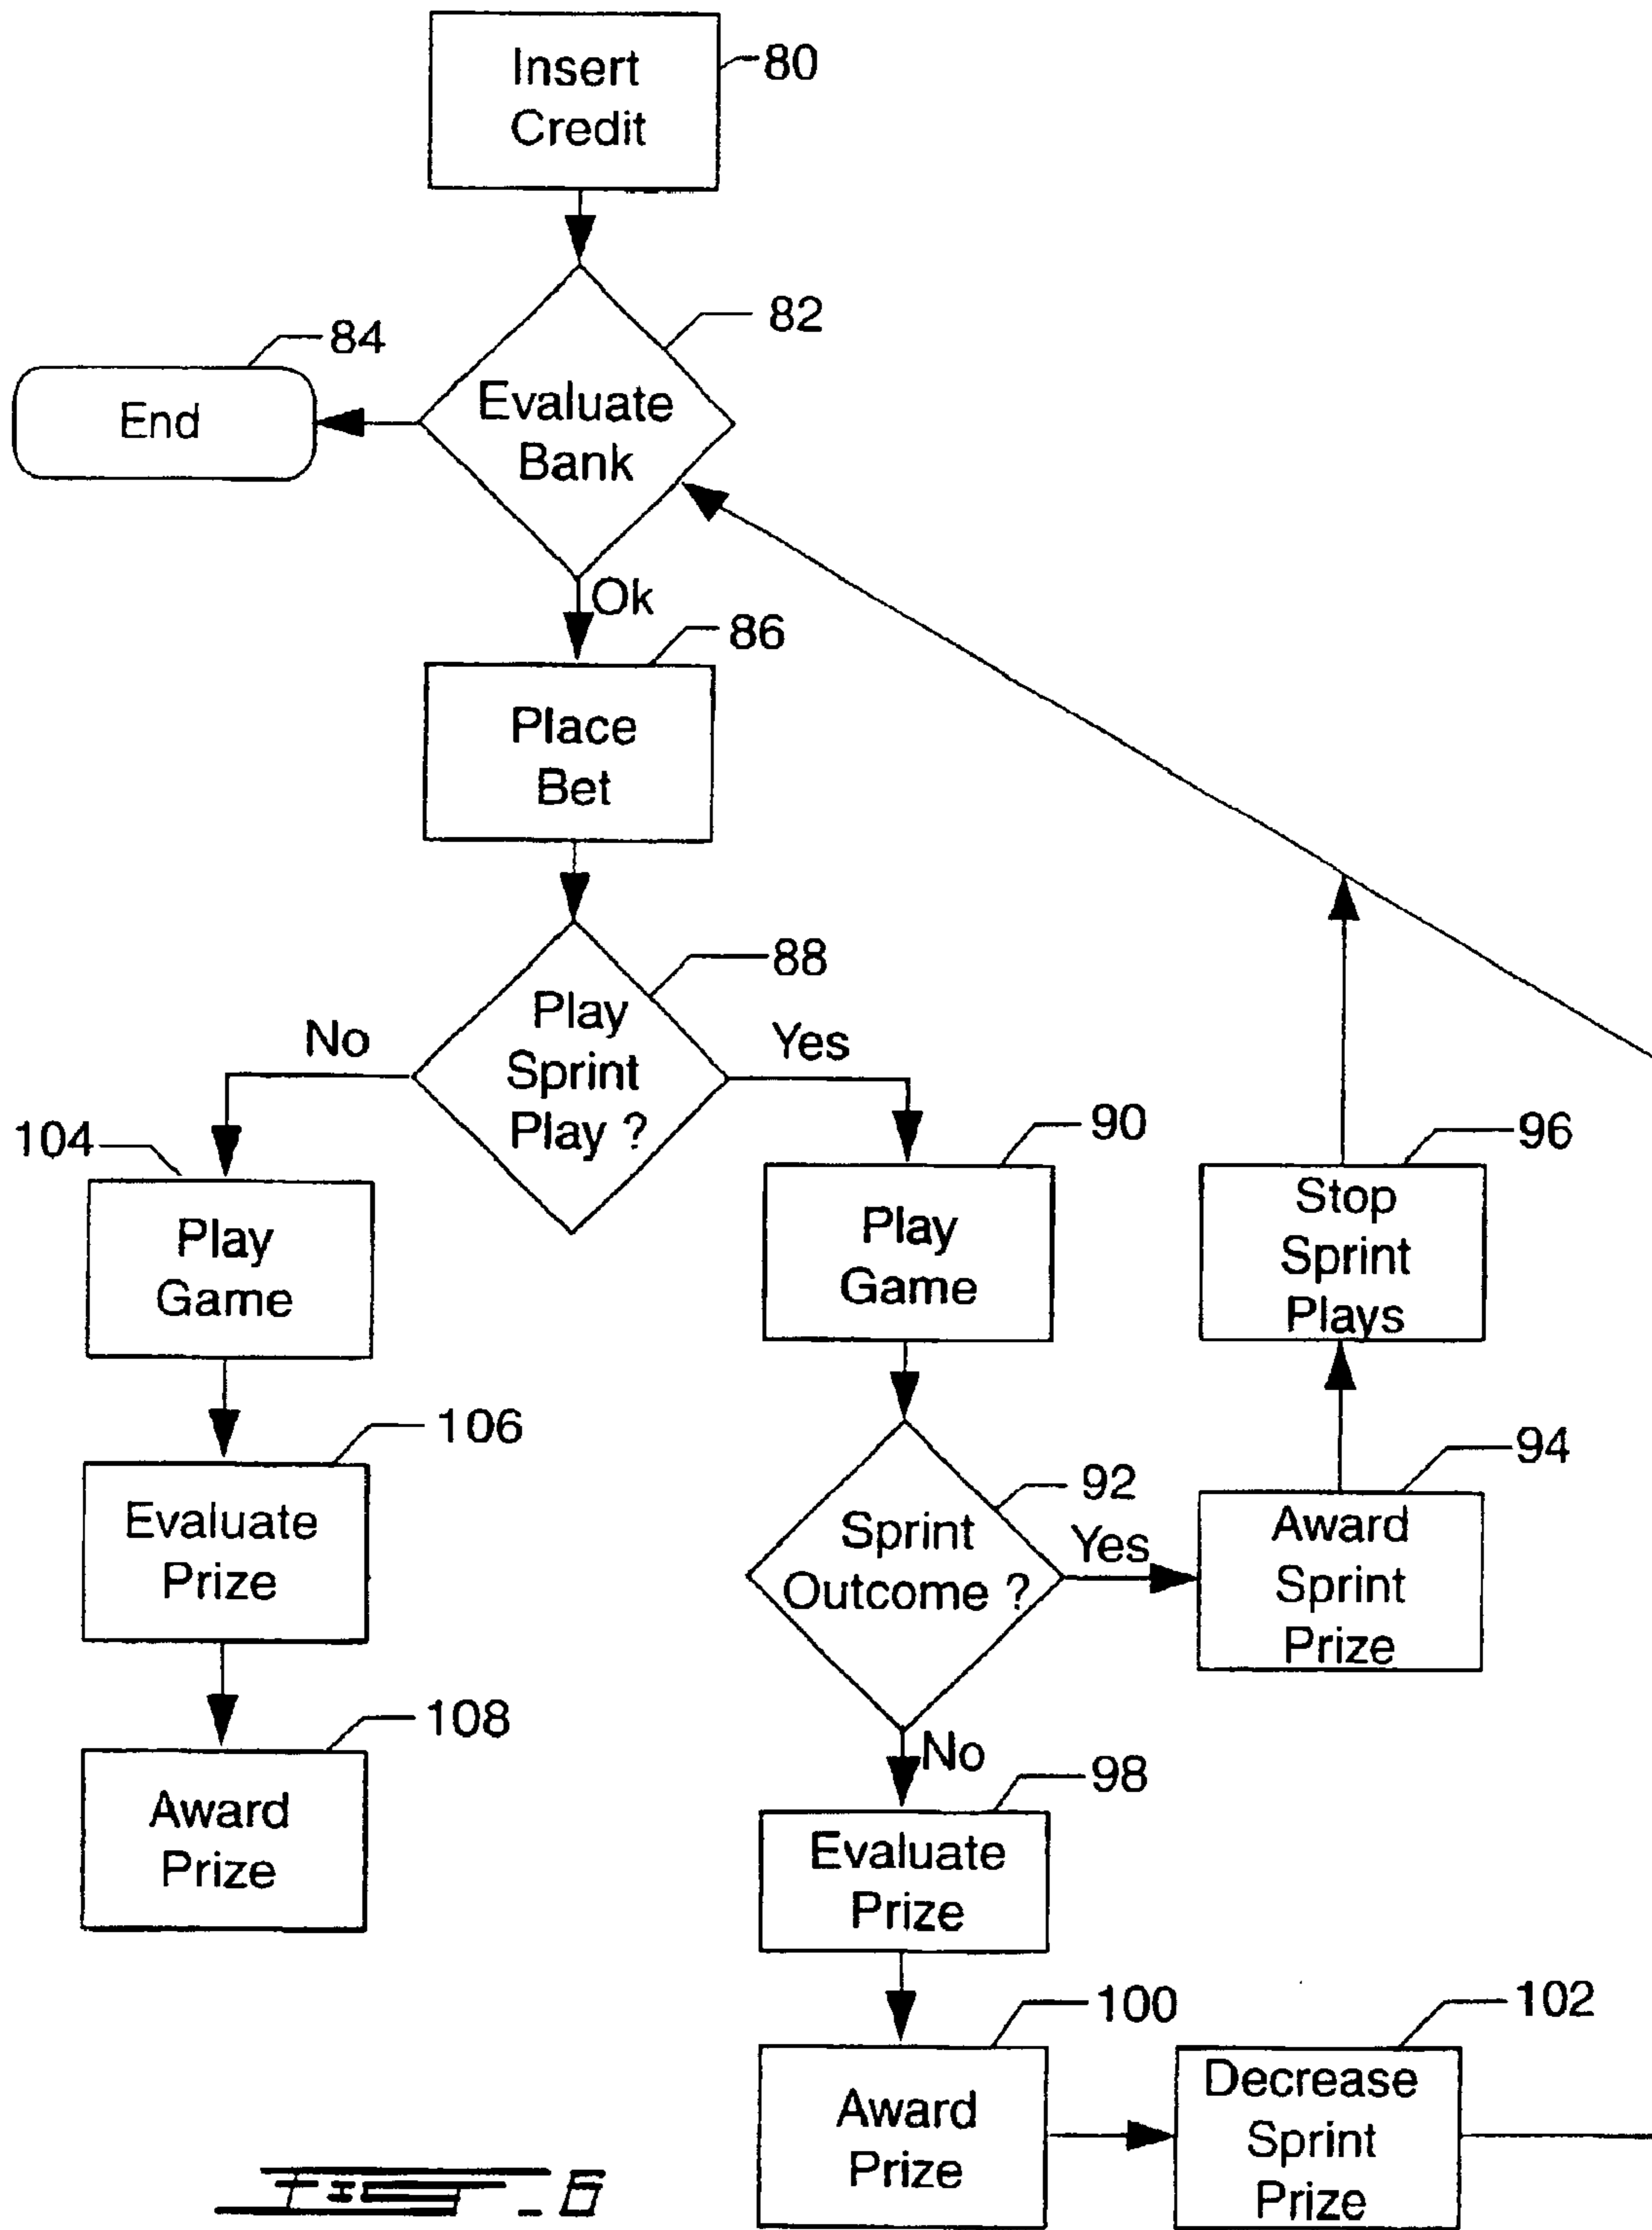 Insert
Credit
80
82
84
End
Evaluate
Bank
Ok
86
Place
Bet
88
Play
Sprint
Play ?
No
Yes
104
Play
Game
90
Play
Game
96
Stop
Sprint
Plays
106
Evaluate
Prize
92
Sprint
Outcome ?
Yes
94
Award
Sprint
Prize
108
Award
Prize
No
98
Evaluate
Prize
100
Award
Prize
102
Decrease
Sprint
Prize
FIG_6